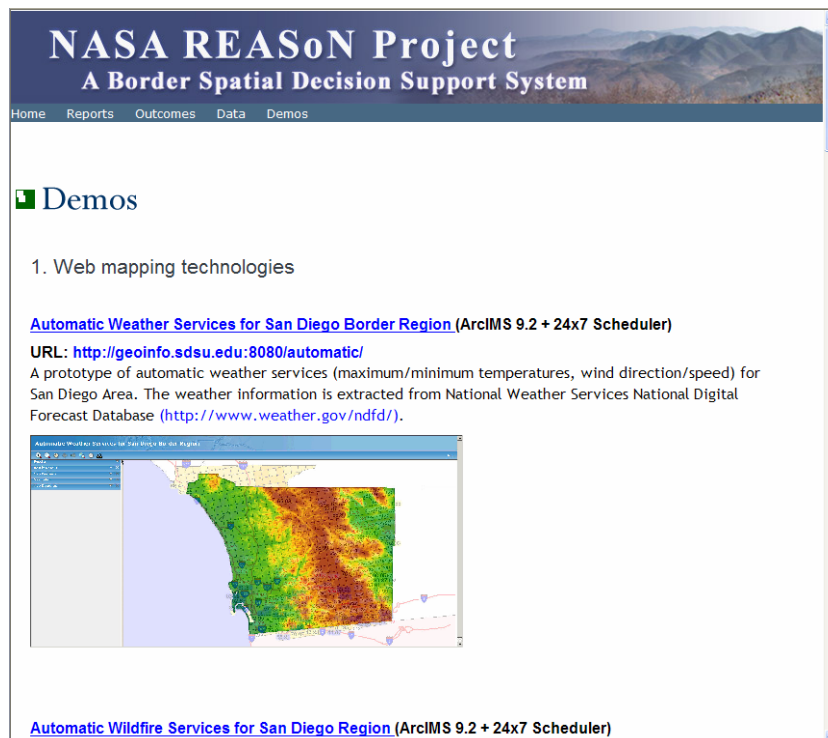 NASA REASoN Project
A Border Spatial Decision Support System
Home Reports Outcomes Data Demos
Demos
1. Web mapping technologies
Automatic Weather Services for San Diego Border Region (ArcIMS 9.2 + 24x7 Scheduler)
URL: http://geoinfo.sdsu.edu:8080/automatic/
A prototype of automatic weather services (maximum/minimum temperatures, wind direction/speed) for
San Diego Area. The weather information is extracted from National Weather Services National Digital
Forecast Database (http://www.weather.gov/ndfd/).
Automatic Weather Services for San Diego Border Region
Automatic Wildfire Services for San Diego Region (ArcIMS 9.2 + 24x7 Scheduler)